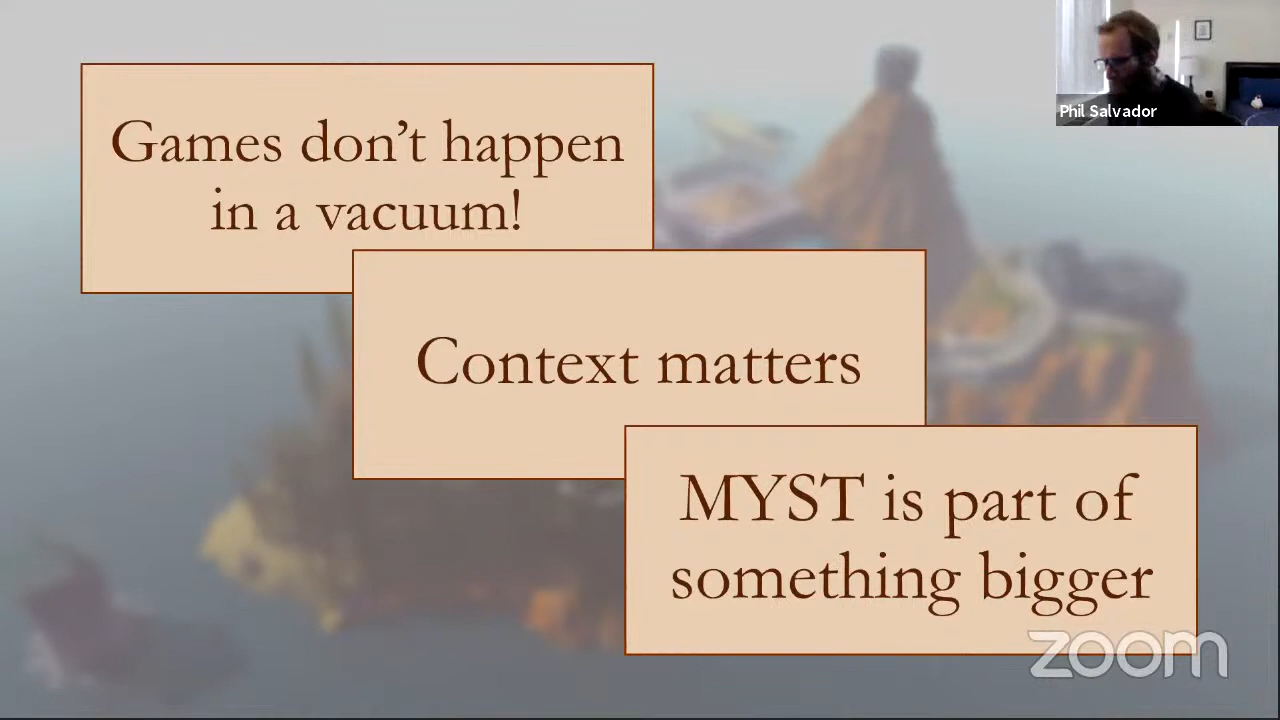 Phil Salvador
Games don’t happen
in a vacuum!
Context matters
MYST is part of
something bigger
zoom